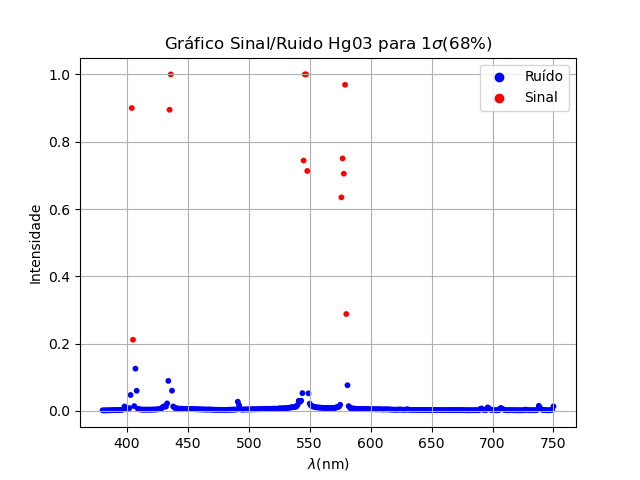 Gráfico Sinal/Ruido Hg03 para 1σ(68%)
Ruído
Sinal
1.0
0.8
0.6
0.4
0.2
0.0
Intensidade
400 450 500 550 600 650 700 750
λ(nm)